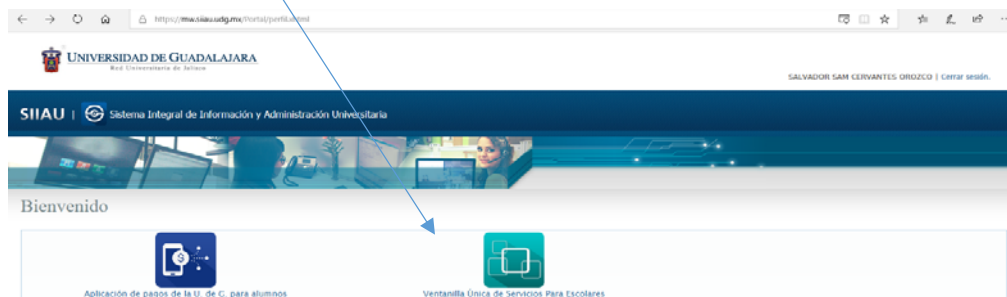 https://mw.siiau.udg.mx/Portal/perfil.xhtml
UNIVERSIDAD DE GUADALAJARA
Red Universitaria de Jalisco
SALVADOR SAM CERVANTES OROZCO | Cerrar sesión.
SIIAU | Sistema Integral de Información y Administración Universitaria
Bienvenido
Aplicación de pagos de la U. de G. para alumnos
Ventanilla Única de Servicios Para Escolares